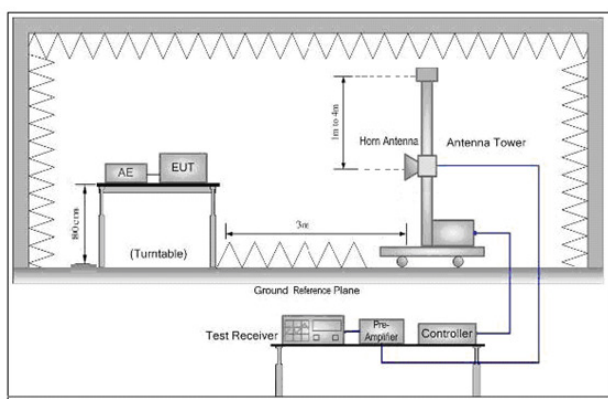 1m to 4m
Horn Antenna
Antenna Tower
AE
EUT
80cm
(Turntable)
3m
Ground Reference Plane
Test Receiver
Pre-
Amplifier
Controller